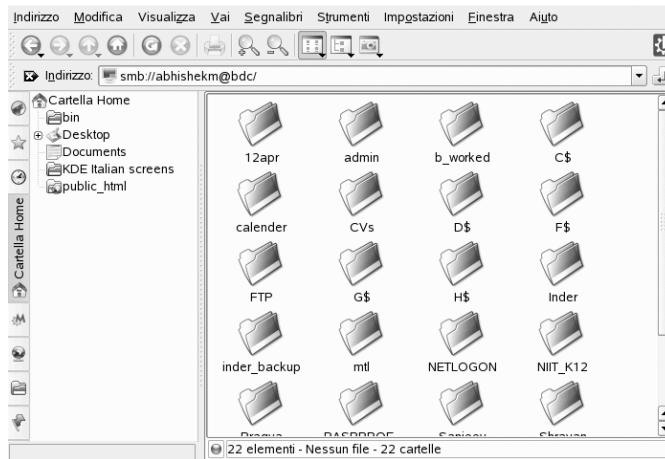 Indirizzo Modifica Visualizza Vai Segnalibri Strumenti Impostazioni Finestra Aiuto
Indirizzo: smb://abhishekm@bdc/
Cartella Home
bin
Desktop
Documents
KDE Italian screens
public_html
Cartella Home
12apr admin b_worked C$
calender CVs D$ F$
FTP G$ H$ Inder
inder_backup mtl NETLOGON NIIT_K12
22 elementi - Nessun file - 22 cartelle